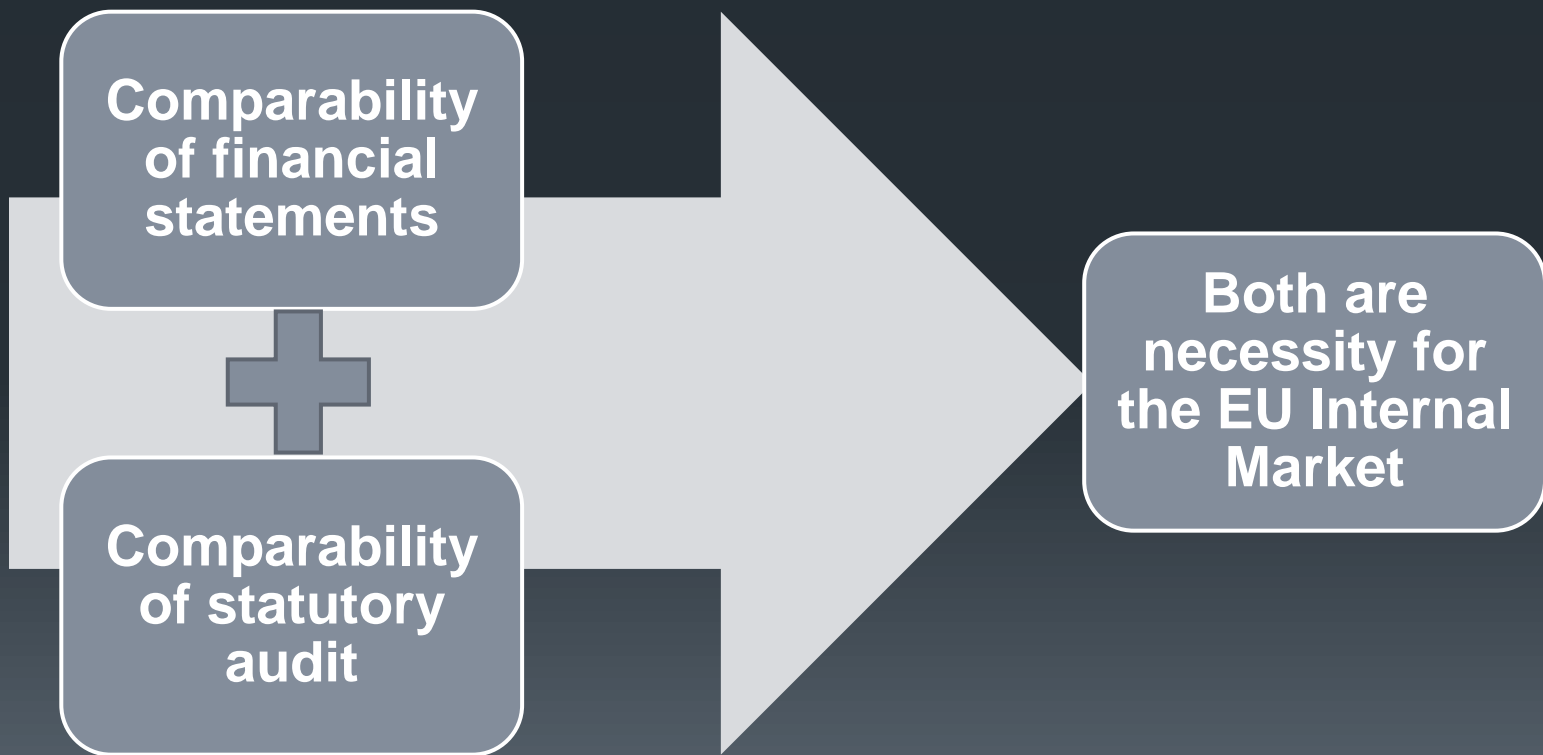 Comparability
of financial
statements
Comparability
of statutory
audit
Both are
necessity for
the EU Internal
Market